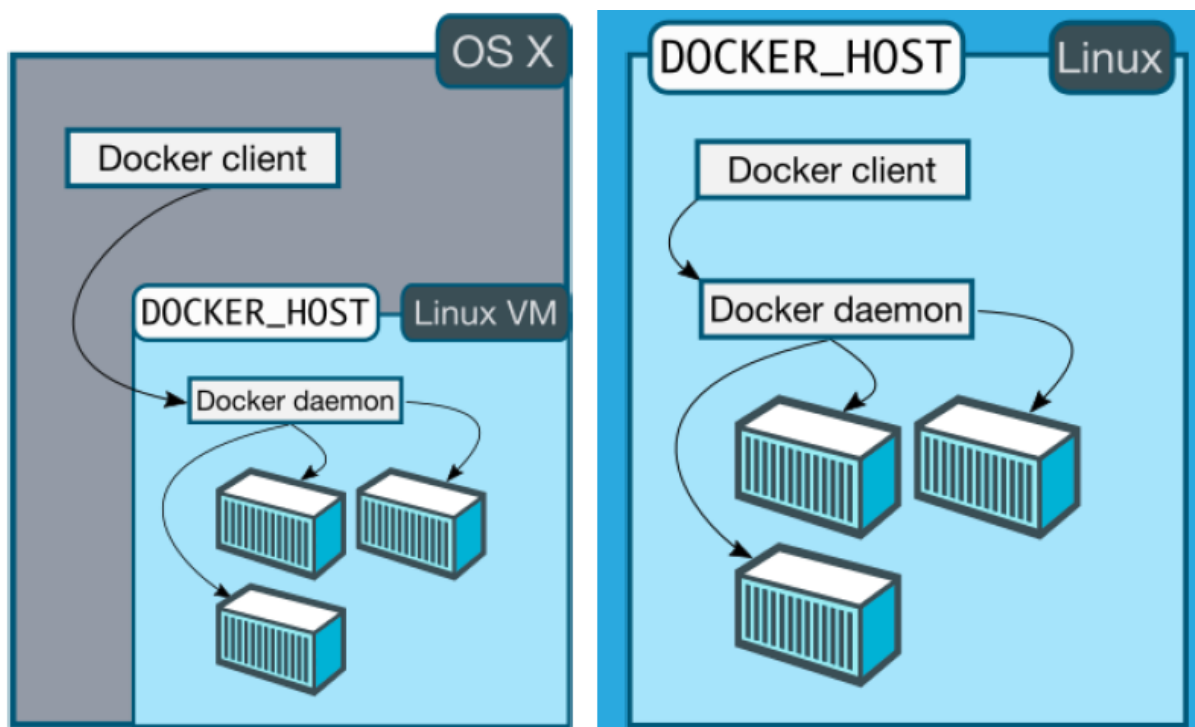 OS X
Docker client
DOCKER_HOST
Linux VM
Docker daemon
DOCKER_HOST
Linux
Docker client
Docker daemon